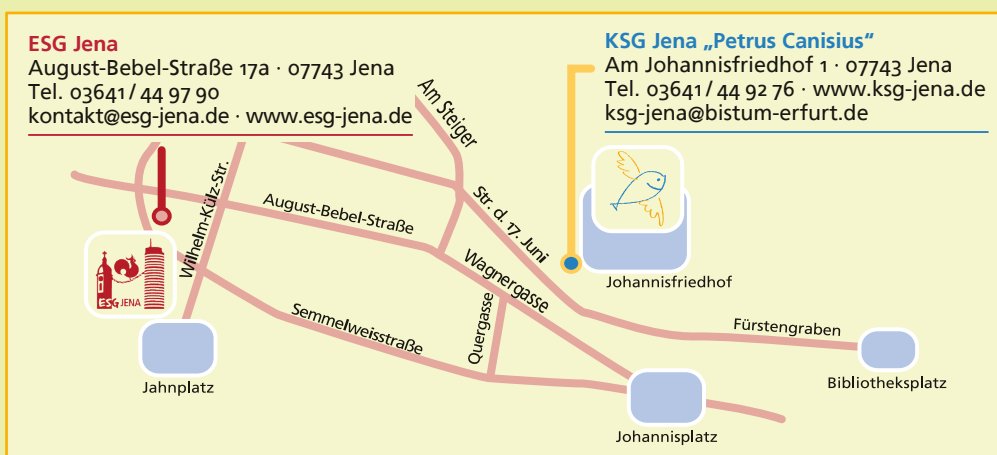 ESG Jena
August-Bebel-Straße 17a · 07743 Jena
Tel. 03641/44 97 90
kontakt@esg-jena.de · www.esg-jena.de
KSG Jena „Petrus Canisius“
Am Johannisfriedhof 1 · 07743 Jena
Tel. 03641/44 92 76 · www.ksg-jena.de
ksg-jena@bistum-erfurt.de
Am Steiger
Wilhelm-Külz-Str.
August-Bebel-Straße
Str. d. 17. Juni
Wagnergasse
Johannisfriedhof
ESG JENA
Semmelweisstraße
Quergasse
Fürstengraben
Jahnplatz
Bibliotheksplatz
Johannisplatz